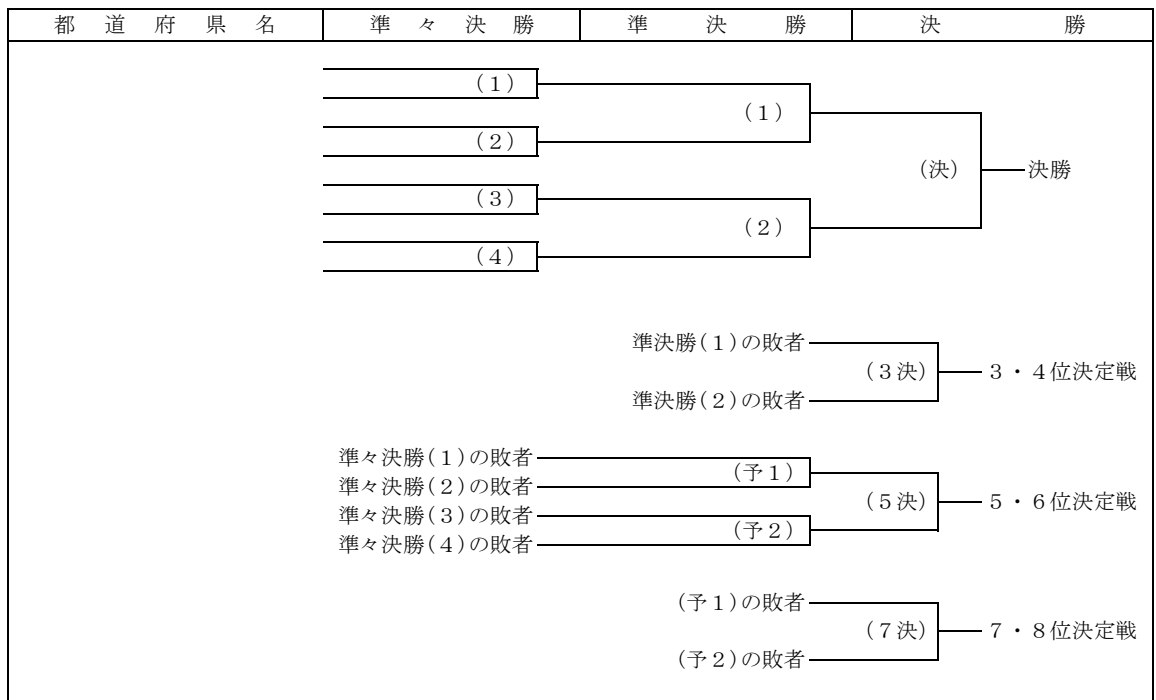 都道府県名 準々決勝 準決勝 決勝
(1)
(1)
(2)
(決) 決勝
(3)
(2)
(4)
準決勝(1)の敗者
(3決) 3・4位決定戦
準決勝(2)の敗者
準々決勝(1)の敗者
(予1)
準々決勝(2)の敗者
(5決) 5・6位決定戦
準々決勝(3)の敗者
(予2)
準々決勝(4)の敗者
(予1)の敗者
(7決) 7・8位決定戦
(予2)の敗者